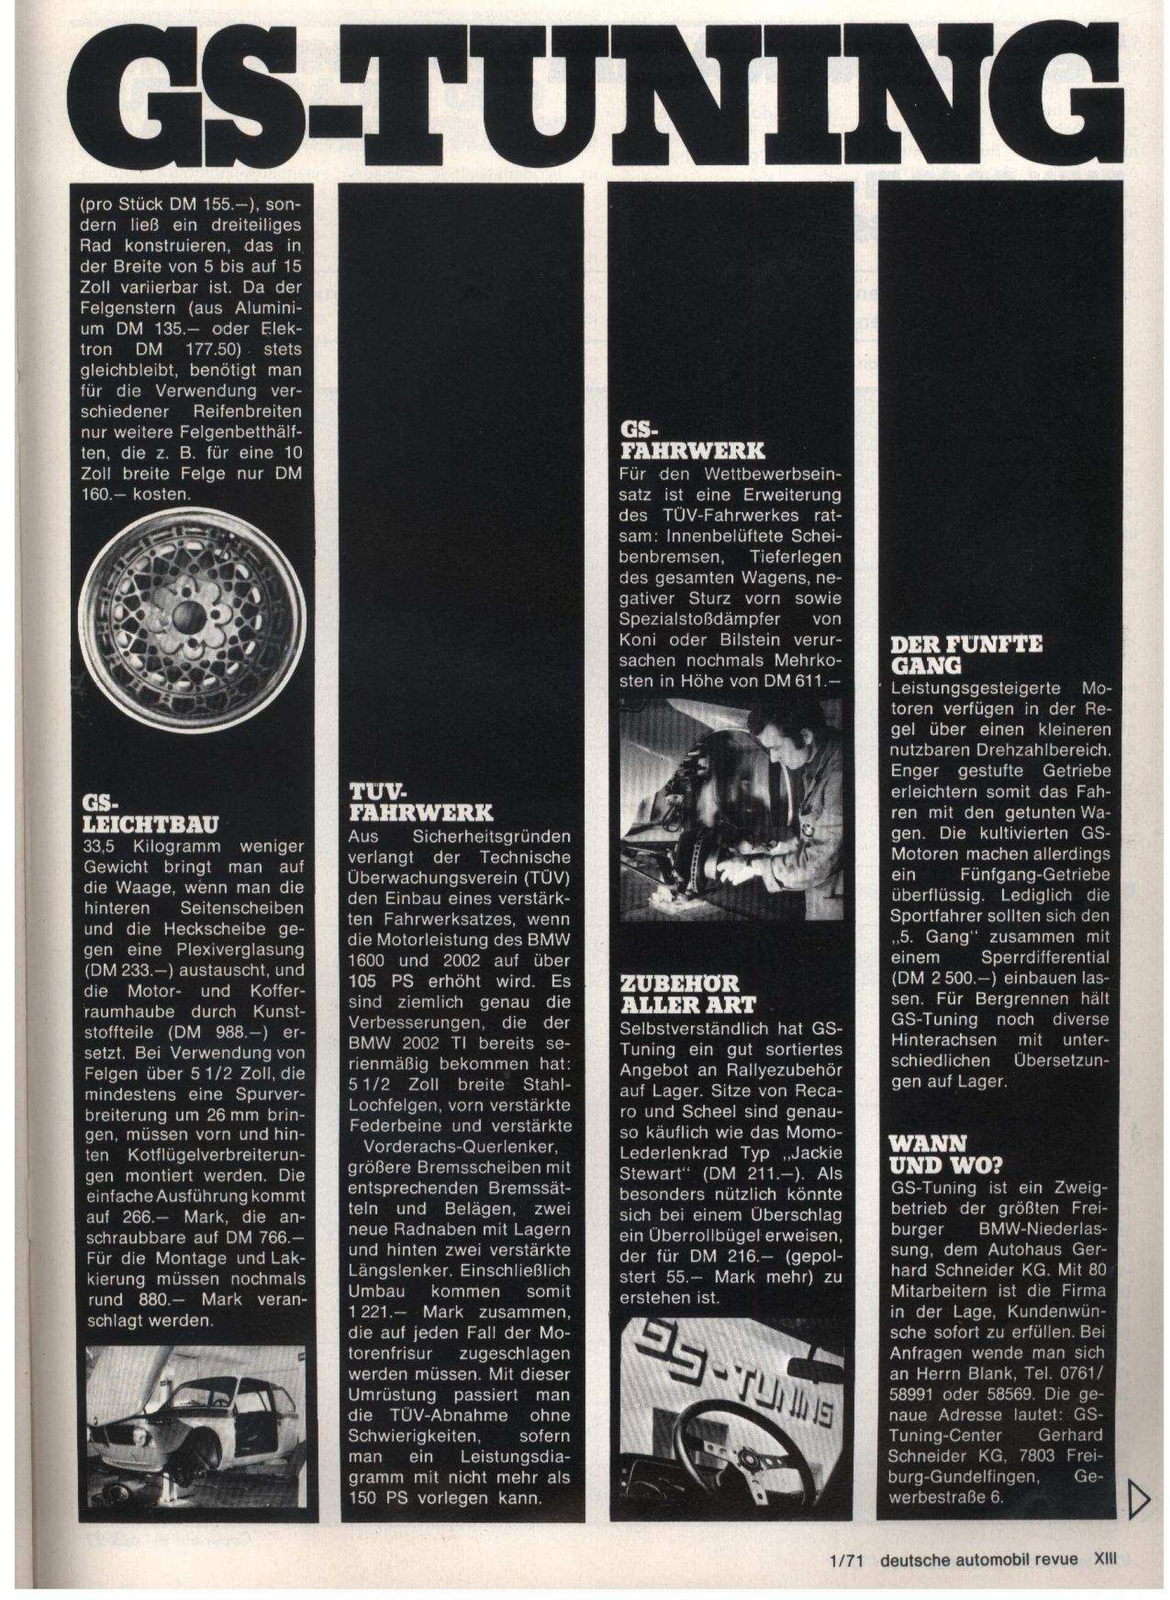 GS-TUNING
(pro Stück DM 155.—), son-
dern ließ ein dreiteiliges
Rad konstruieren, das in
der Breite von 5 bis auf 15
Zoll variierbar ist. Da der
Felgenstern (aus Alumini-
um DM 135.— oder Elek-
tron DM 177.50) stets
gleichbleibt, benötigt man
für die Verwendung ver-
schiedener Reifenbreiten
nur weitere Felgenbetthälf-
ten, die z. B. für eine 10
Zoll breite Felge nur DM
160.— kosten.
GS-
LEICHTBAU
33,5 Kilogramm weniger
Gewicht bringt man auf
die Waage, wenn man die
hinteren Seitenscheiben
und die Heckscheibe ge-
gen eine Plexiverglasung
(DM 233.—) austauscht, und
die Motor- und Koffer-
raumhaube durch Kunst-
stoffteile (DM 988.—) er-
setzt. Bei Verwendung von
Felgen über 5 1/2 Zoll, die
mindestens eine Spurver-
breiterung um 26 mm brin-
gen, müssen vorn und hin-
ten Kotflügelverbreiterun-
gen montiert werden. Die
einfache Ausführung kommt
auf 266.— Mark, die an-
schraubbare auf DM 766.—
Für die Montage und Lak-
kierung müssen nochmals
rund 880.— Mark veran-
schlagt werden.
TÜV-
FAHRWERK
Aus Sicherheitsgründen
verlangt der Technische
Überwachungsverein (TÜV)
den Einbau eines verstärk-
ten Fahrwerksatzes, wenn
die Motorleistung des BMW
1600 und 2002 auf über
105 PS erhöht wird. Es
sind ziemlich genau die
Verbesserungen, die der
BMW 2002 TI bereits se-
rienmäßig bekommen hat:
5 1/2 Zoll breite Stahl-
Lochfelgen, vorn verstärkte
Federbeine und verstärkte
Vorderachs-Querlenker,
größere Bremsscheiben mit
entsprechenden Bremssät-
teln und Belägen, zwei
neue Radnaben mit Lagern
und hinten zwei verstärkte
Längslenker. Einschließlich
Umbau kommen somit
1 221.— Mark zusammen,
die auf jeden Fall der Mo-
torenfrisur zugeschlagen
werden müssen. Mit dieser
Umrüstung passiert man
die TÜV-Abnahme ohne
Schwierigkeiten, sofern
man ein Leistungsdia-
gramm mit nicht mehr als
150 PS vorlegen kann.
GS-
FAHRWERK
Für den Wettbewerbsein-
satz ist eine Erweiterung
des TÜV-Fahrwerkes rat-
sam: Innenbelüftete Schei-
benbremsen, Tieferlegen
des gesamten Wagens, ne-
gativer Sturz vorn sowie
Spezialstoßdämpfer von
Koni oder Bilstein verur-
sachen nochmals Mehrko-
sten in Höhe von DM 611.—
ZUBEHÖR
ALLER ART
Selbstverständlich hat GS-
Tuning ein gut sortiertes
Angebot an Rallyezubehör
auf Lager. Sitze von Reca-
ro und Scheel sind genau-
so käuflich wie das Momo-
Lederlenkrad Typ „Jackie
Stewart“ (DM 211.—). Als
besonders nützlich könnte
sich bei einem Überschlag
ein Überrollbügel erweisen,
der für DM 216.— (gepol-
stert 55.— Mark mehr) zu
erstehen ist.
GS-TUNING
DER FÜNFTE
GANG
Leistungsgesteigerte Mo-
toren verfügen in der Re-
gel über einen kleineren
nutzbaren Drehzahlbereich.
Enger gestufte Getriebe
erleichtern somit das Fah-
ren mit den getunten Wa-
gen. Die kultivierten GS-
Motoren machen allerdings
ein Fünfgang-Getriebe
überflüssig. Lediglich die
Sportfahrer sollten sich den
„5. Gang“ zusammen mit
einem Sperrdifferential
(DM 2 500.—) einbauen las-
sen. Für Bergrennen hält
GS-Tuning noch diverse
Hinterachsen mit unter-
schiedlichen Übersetzun-
gen auf Lager.
WANN
UND WO?
GS-Tuning ist ein Zweig-
betrieb der größten Frei-
burger BMW-Niederlas-
sung, dem Autohaus Ger-
hard Schneider KG. Mit 80
Mitarbeitern ist die Firma
in der Lage, Kundenwün-
sche sofort zu erfüllen. Bei
Anfragen wende man sich
an Herrn Blank, Tel. 0761/
58991 oder 58569. Die ge-
naue Adresse lautet: GS-
Tuning-Center Gerhard
Schneider KG, 7803 Frei-
burg-Gundelfingen, Ge-
werbestraße 6.
1/71 deutsche automobil revue XIII